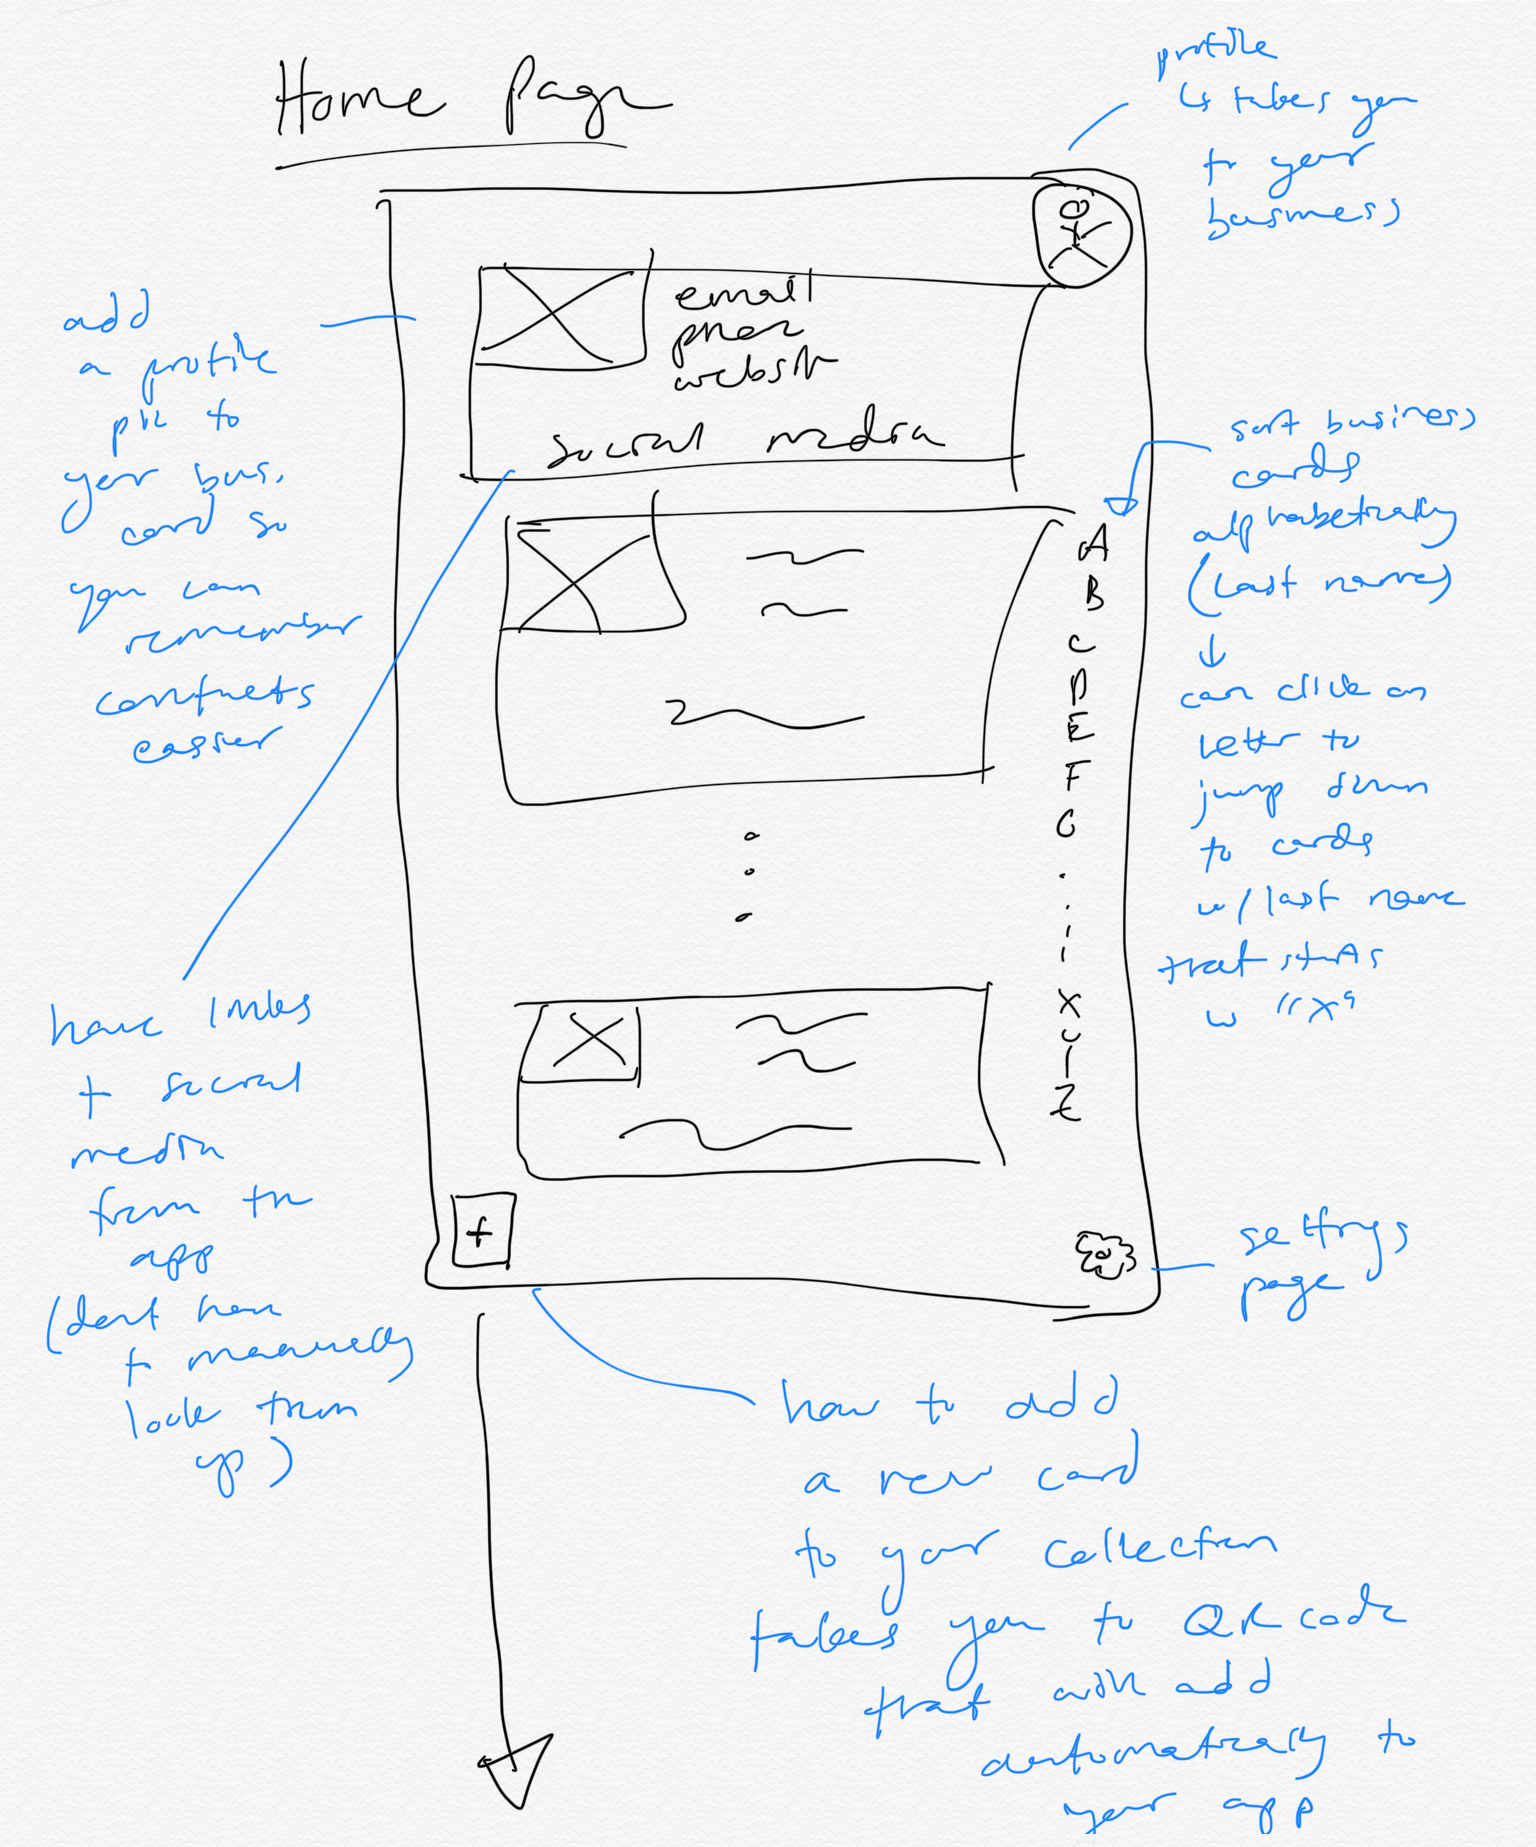 Home Page
profile
↳ takes you
to your
business
email
phone
website
social media
add
a profile
pic to
your bus.
card so
you can
remember
contacts
easier
sort business
cards
alphabetically
(last name)
↓
can click on
letter to
jump down
to cards
w/ last name
that starts
w "X"
A
B
C
D
E
F
G
X
Y
Z
have links
to social
media
from the
app
(don't have
to manually
look them
up)
+
settings
page
how to add
a new card
to your collection
takes you to QR code
that will add
automatically to
your app